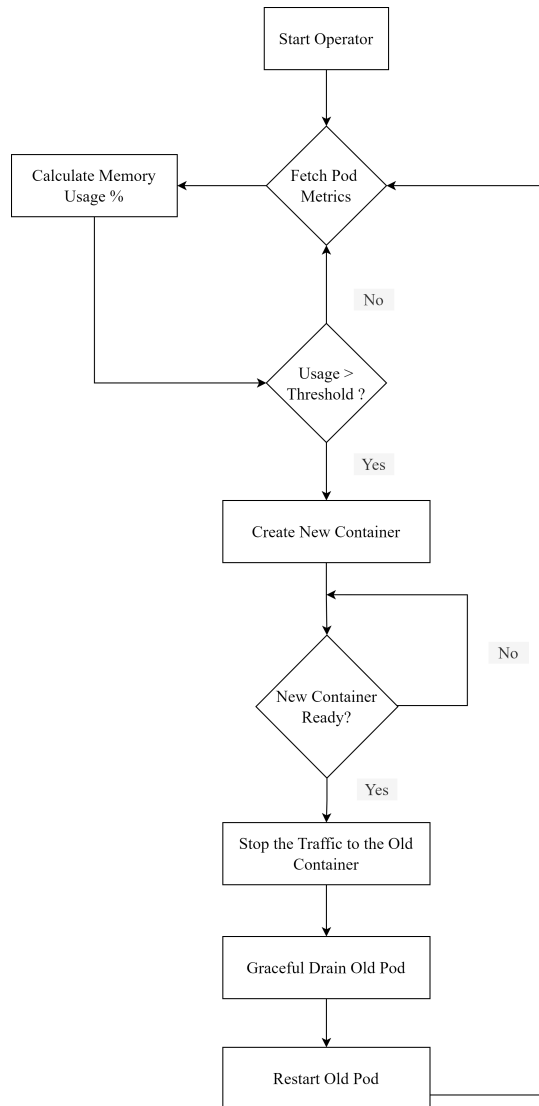 Start Operator
Fetch Pod
Metrics
Calculate Memory
Usage %
No
Usage >
Threshold ?
Yes
Create New Container
No
New Container
Ready?
Yes
Stop the Traffic to the Old
Container
Graceful Drain Old Pod
Restart Old Pod